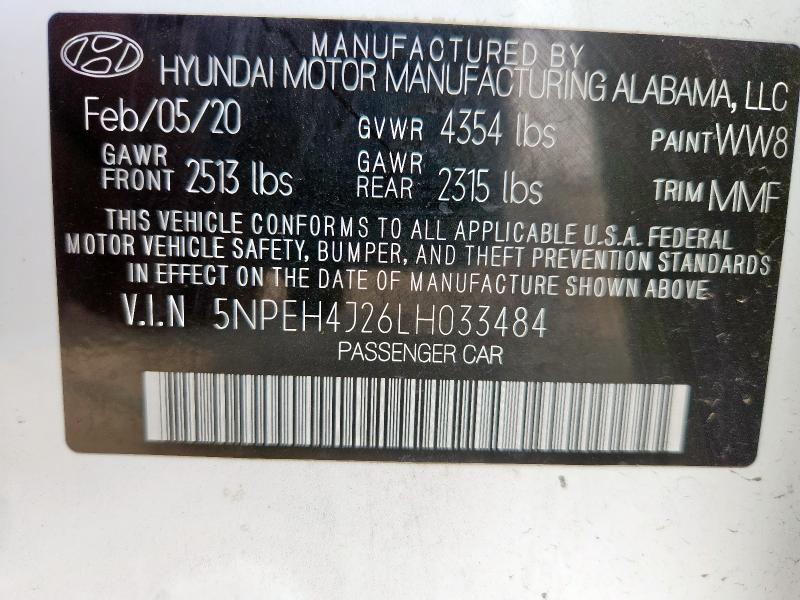 MANUFACTURED BY
HYUNDAI MOTOR MANUFACTURING ALABAMA, LLC
Feb/05/20 GVWR 4354 lbs PAINT WW8
GAWR FRONT 2513 lbs GAWR REAR 2315 lbs TRIM MMF
THIS VEHICLE CONFORMS TO ALL APPLICABLE U.S.A. FEDERAL
MOTOR VEHICLE SAFETY, BUMPER, AND THEFT PREVENTION STANDARDS
IN EFFECT ON THE DATE OF MANUFACTURE SHOWN ABOVE.
V.I.N 5NPEH4J26LH033484
PASSENGER CAR